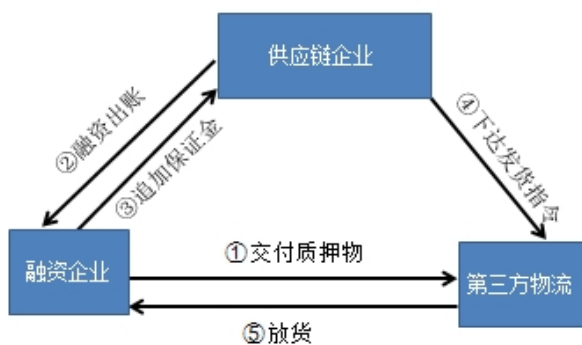 供应链企业
②融资出账
③追加保证金
④下达发货指令
融资企业
①交付质押物
第三方物流
⑤放货